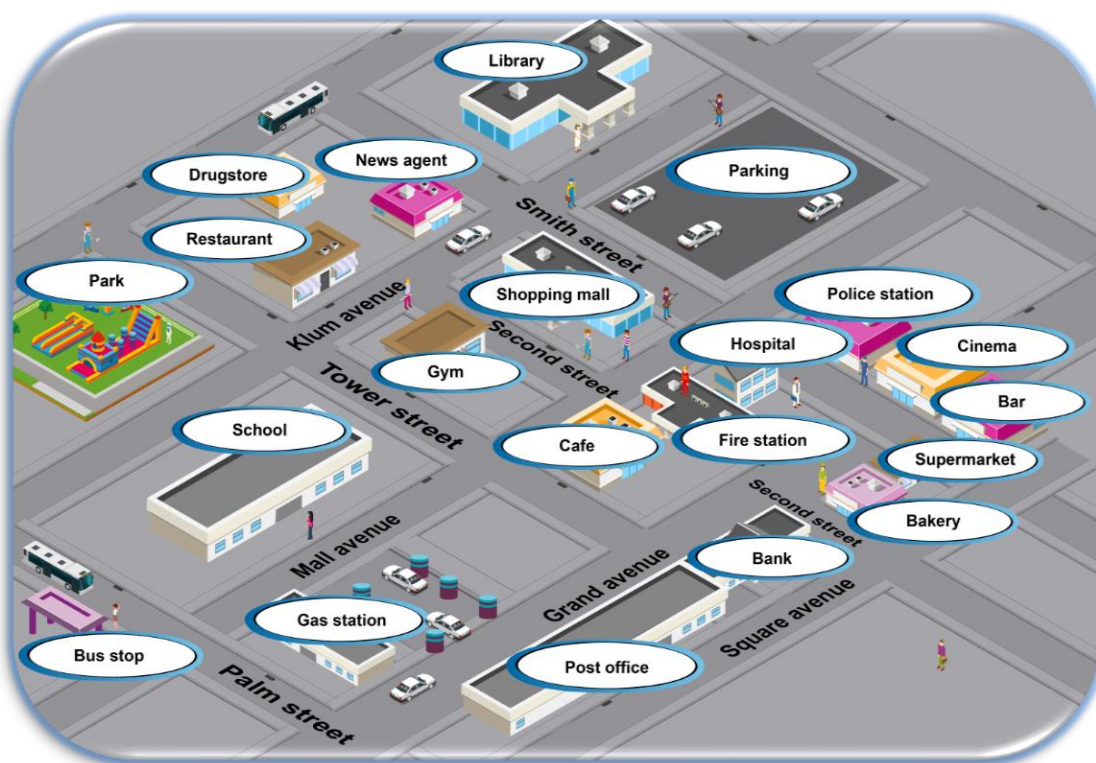 Library
News agent
Drugstore
Parking
Smith street
Restaurant
Park
Klum avenue
Shopping mall
Police station
Second street
Hospital
Cinema
Gym
Tower street
Bar
School
Cafe
Fire station
Supermarket
Second street
Bakery
Mall avenue
Bank
Grand avenue
Gas station
Square avenue
Bus stop
Post office
Palm street